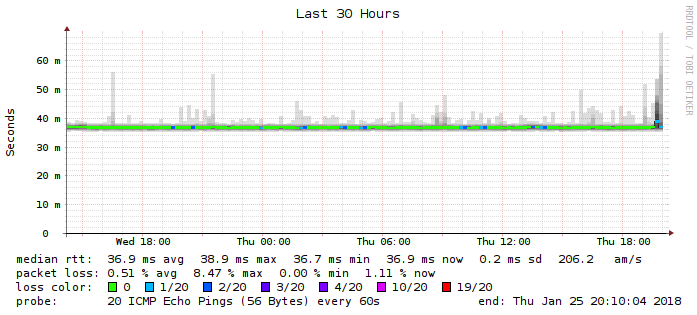 Last 30 Hours
RRDTOOL / TOBI OETIKER
Seconds
60 m
50 m
40 m
30 m
20 m
10 m
0
Wed 18:00 Thu 00:00 Thu 06:00 Thu 12:00 Thu 18:00
median rtt: 36.9 ms avg 38.9 ms max 36.7 ms min 36.9 ms now 0.2 ms sd 206.2 am/s
packet loss: 0.51 % avg 8.47 % max 0.00 % min 1.11 % now
loss color: 0 1/20 2/20 3/20 4/20 10/20 19/20
probe: 20 ICMP Echo Pings (56 Bytes) every 60s end: Thu Jan 25 20:10:04 2018